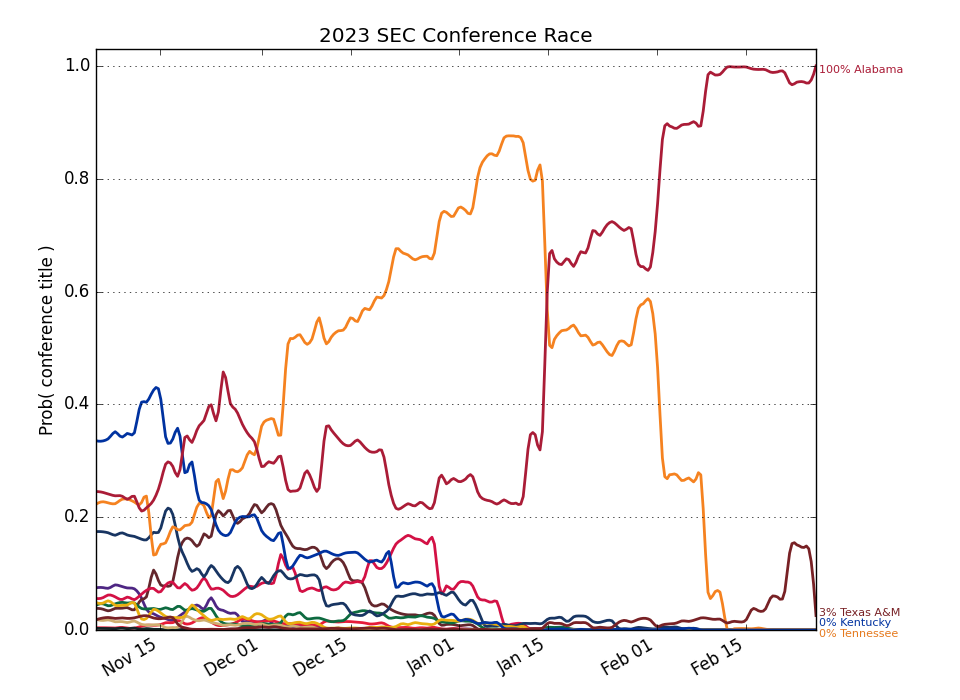 2023 SEC Conference Race
Prob( conference title )
1.0
0.8
0.6
0.4
0.2
0.0
Nov 15
Dec 01
Dec 15
Jan 01
Jan 15
Feb 01
Feb 15
100% Alabama
3% Texas A&M
0% Kentucky
0% Tennessee